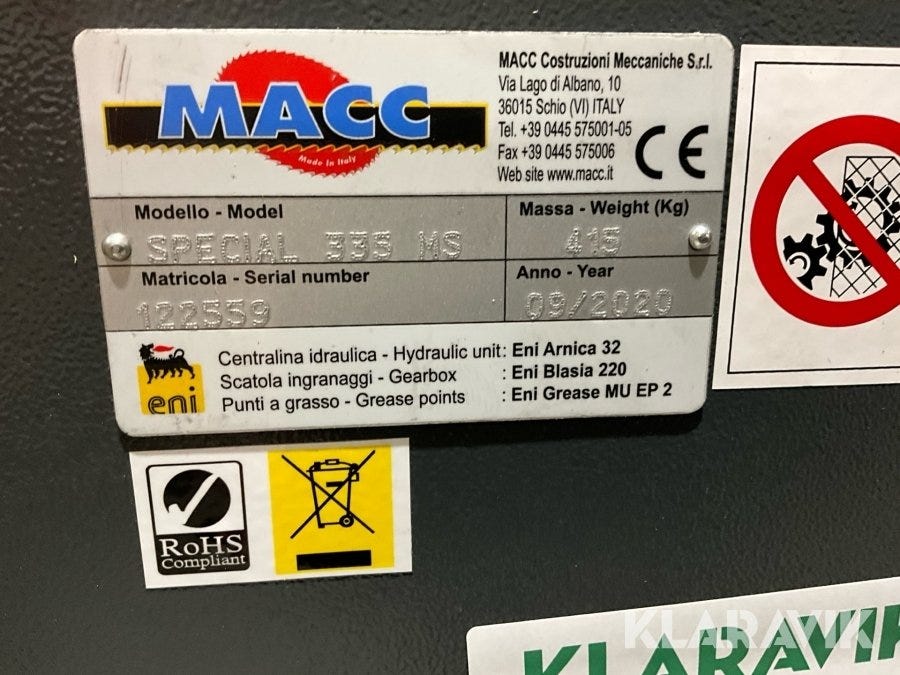 MACC
Made in Italy
MACC Costruzioni Meccaniche S.r.l.
Via Lago di Albano, 10
36015 Schio (VI) ITALY
Tel. +39 0445 575001-05
Fax +39 0445 575006
Web site www.macc.it
CE
Modello - Model
SPECIAL 335 MS
Massa - Weight (Kg)
415
Matricola - Serial number
122559
Anno - Year
09/2020
eni
Centralina idraulica - Hydraulic unit: Eni Arnica 32
Scatola ingranaggi - Gearbox : Eni Blasia 220
Punti a grasso - Grease points : Eni Grease MU EP 2
RoHS
Compliant
KLARAVIK
KLARAVIK